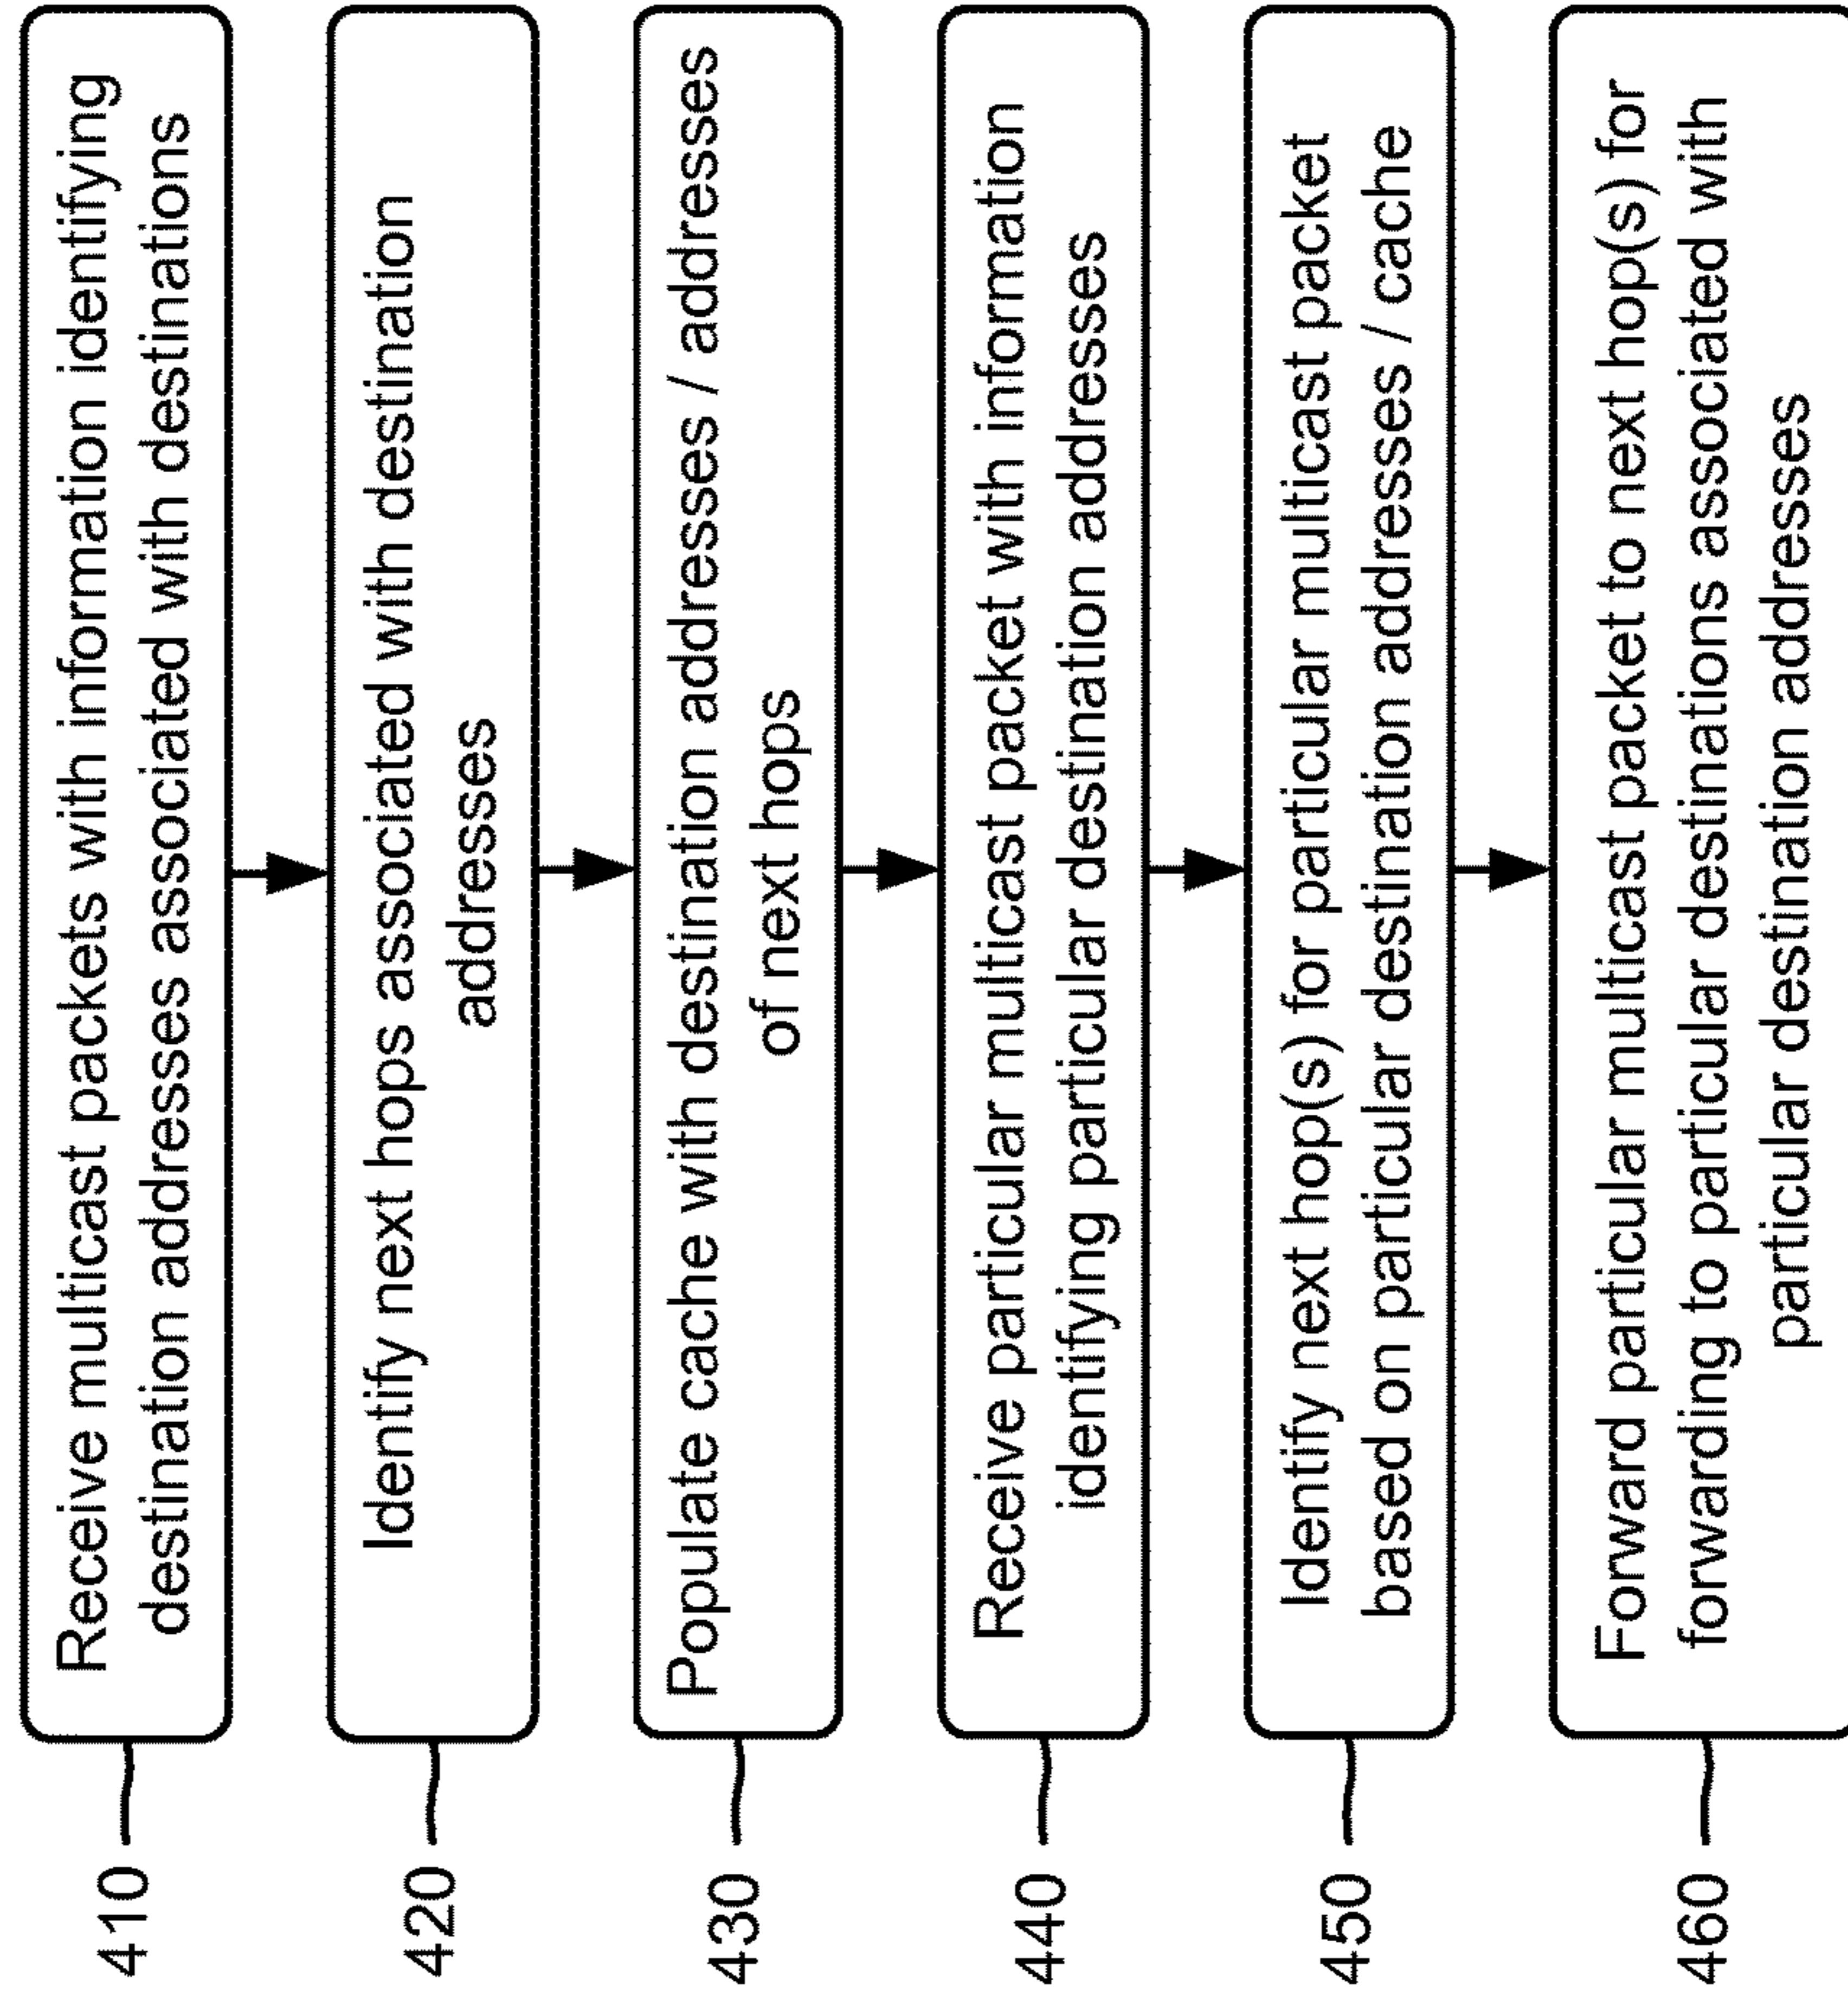 410
Receive multicast packets with information identifying
destination addresses associated with destinations
420
Identify next hops associated with destination
addresses
430
Populate cache with destination addresses / addresses
of next hops
440
Receive particular multicast packet with information
identifying particular destination addresses
450
Identify next hop(s) for particular multicast packet
based on particular destination addresses / cache
460
Forward particular multicast packet to next hop(s) for
forwarding to particular destinations associated with
particular destination addresses